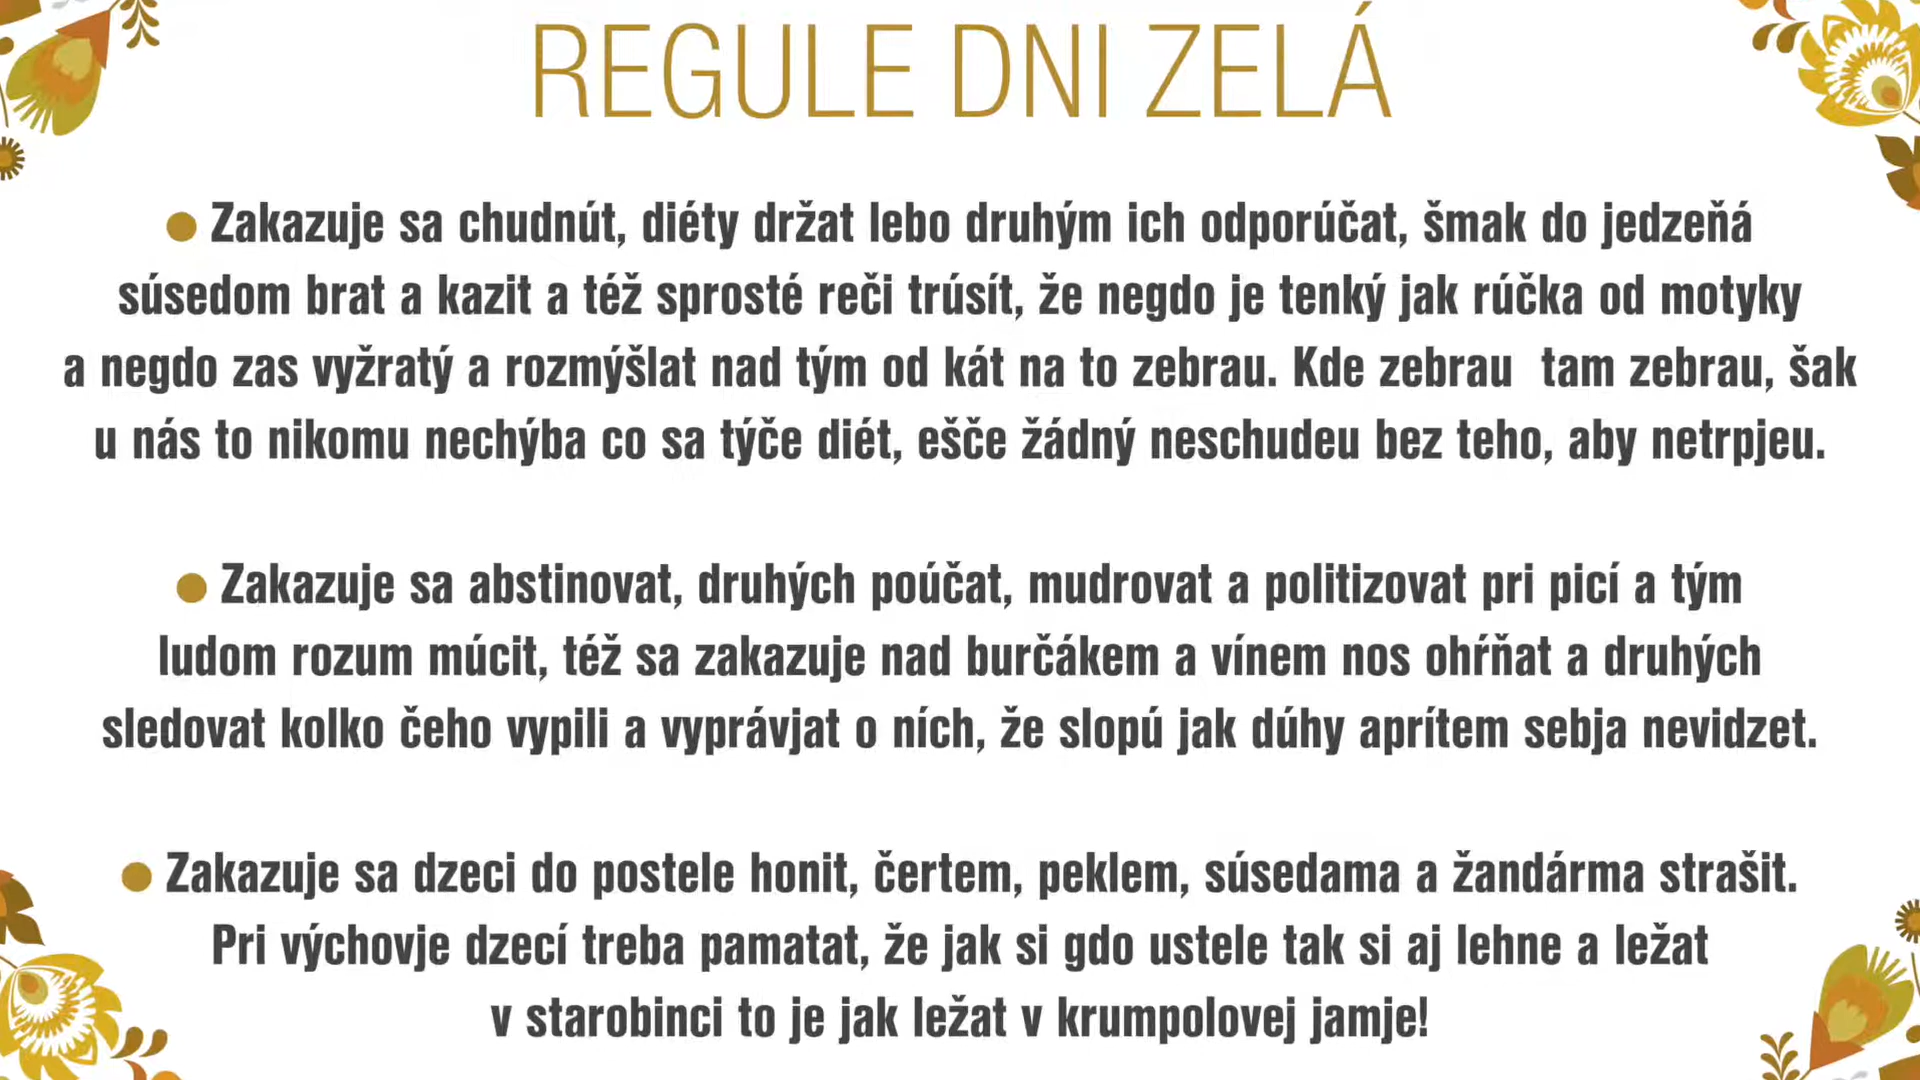 REGULE DNI ZELÁ
● Zakazuje sa chudnút, diéty držat lebo druhým ich odporúčat, šmak do jedzeňá
súsedom brat a kazit a též sprosté reči trúsít, že negdo je tenký jak rúčka od motyky
a negdo zas vyžratý a rozmýšlat nad tým od kát na to zebrau. Kde zebrau tam zebrau, šak
u nás to nikomu nechýba co sa týče diét, ešče žádný neschudeu bez teho, aby netrpjeu.
● Zakazuje sa abstinovat, druhých poúčat, mudrovat a politizovat pri picí a tým
ludom rozum múcit, též sa zakazuje nad burčákem a vínem nos ohŕňat a druhých
sledovat kolko čeho vypili a vyprávjat o ních, že slopú jak dúhy aprítem sebja nevidzet.
● Zakazuje sa dzeci do postele honit, čertem, peklem, súsedama a žandárma strašit.
Pri výchovje dzecí treba pamatat, že jak si gdo ustele tak si aj lehne a ležat
v starobinci to je jak ležat v krumpolovej jamje!